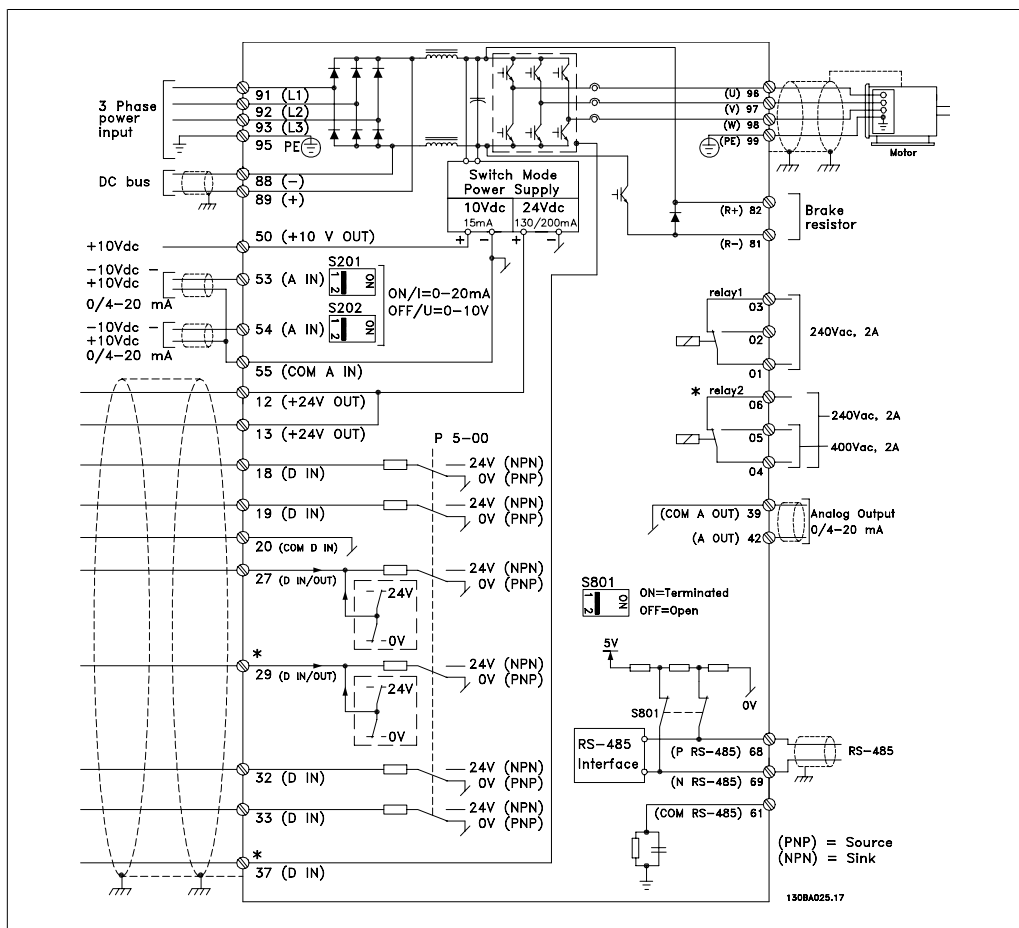 3 Phase
power
input
91 (L1)
92 (L2)
93 (L3)
95 PE
DC bus
88 (-)
89 (+)
Switch Mode
Power Supply
10Vdc
15mA
24Vdc
130/200mA
+ - + -
+10Vdc
50 (+10 V OUT)
-10Vdc -
+10Vdc
0/4-20 mA
53 (A IN)
S201
1 2
ON
ON/I=0-20mA
OFF/U=0-10V
-10Vdc -
+10Vdc
0/4-20 mA
54 (A IN)
S202
1 2
ON
55 (COM A IN)
12 (+24V OUT)
13 (+24V OUT)
P 5-00
18 (D IN)
24V (NPN)
0V (PNP)
19 (D IN)
24V (NPN)
0V (PNP)
20 (COM D IN)
27 (D IN/OUT)
24V (NPN)
0V (PNP)
24V
0V
*
29 (D IN/OUT)
24V (NPN)
0V (PNP)
24V
0V
32 (D IN)
24V (NPN)
0V (PNP)
33 (D IN)
24V (NPN)
0V (PNP)
*
37 (D IN)
(U) 96
(V) 97
(W) 98
(PE) 99
Motor
(R+) 82
(R-) 81
Brake
resistor
relay1
03
02
01
240Vac, 2A
* relay2
06
05
04
240Vac, 2A
400Vac, 2A
(COM A OUT) 39
(A OUT) 42
Analog Output
0/4-20 mA
S801
1 2
ON
ON=Terminated
OFF=Open
5V
0V
S801
RS-485
Interface
(P RS-485) 68
(N RS-485) 69
RS-485
(COM RS-485) 61
(PNP) = Source
(NPN) = Sink
130BA025.17